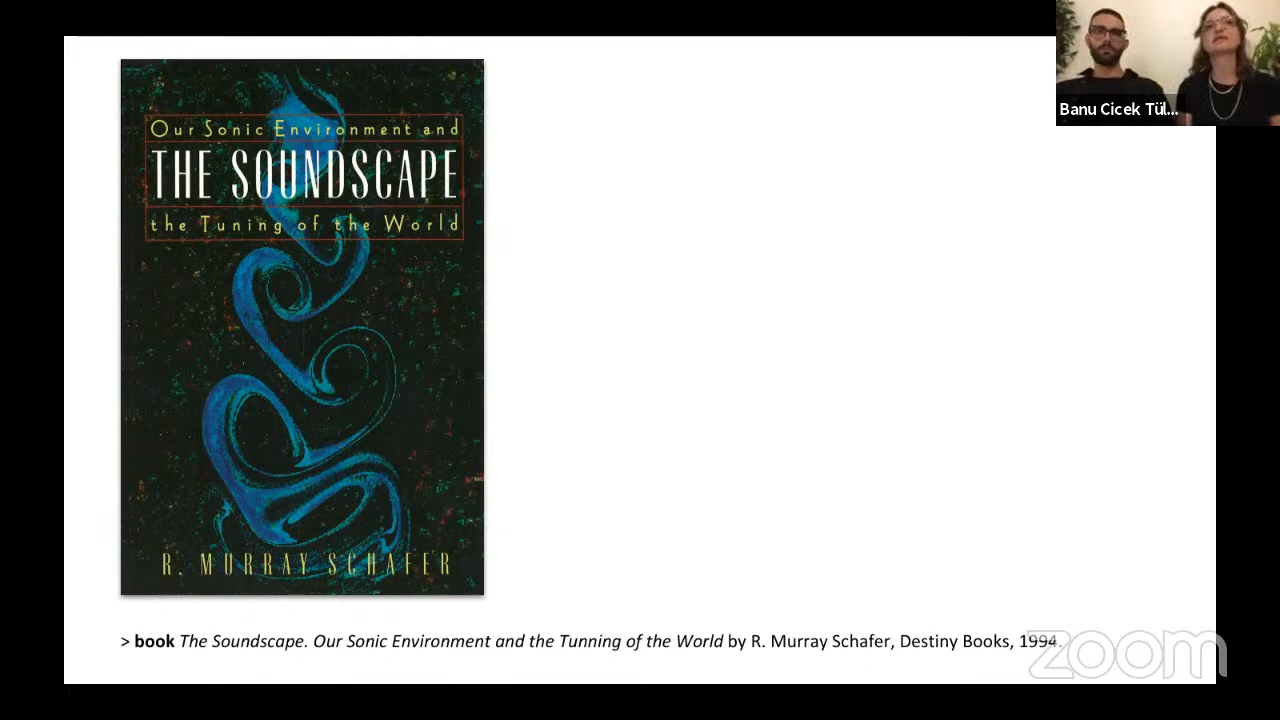 Our Sonic Environment and
THE SOUNDSCAPE
the Tuning of the World
R. MURRAY SCHAFER
> book The Soundscape. Our Sonic Environment and the Tunning of the World by R. Murray Schafer, Destiny Books, 1994.
Banu Cicek Tül...
zoom